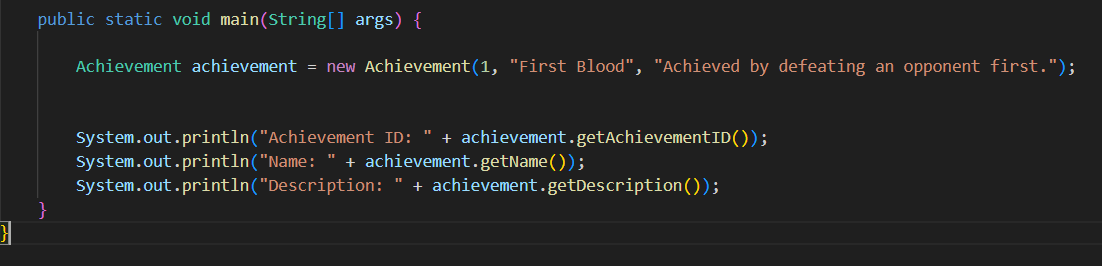 public static void main(String[] args) {
Achievement achievement = new Achievement(1, "First Blood", "Achieved by defeating an opponent first.");
System.out.println("Achievement ID: " + achievement.getAchievementID());
System.out.println("Name: " + achievement.getName());
System.out.println("Description: " + achievement.getDescription());
}
}